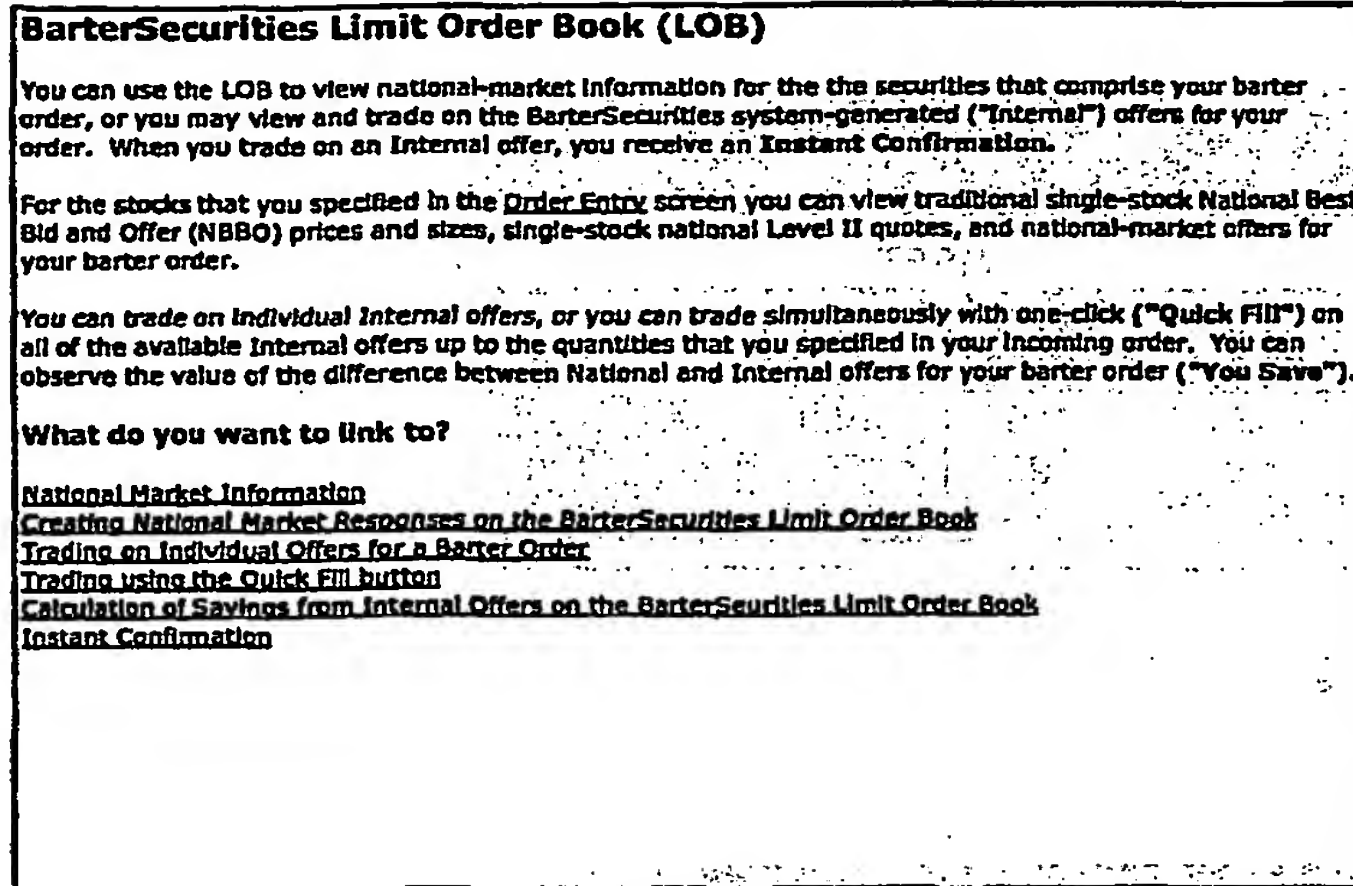 BarterSecurities Limit Order Book (LOB)
You can use the LOB to view national-market information for the the securities that comprise your barter
order, or you may view and trade on the BarterSecurities system-generated ("Internal") offers for your
order. When you trade on an Internal offer, you receive an Instant Confirmation.
For the stocks that you specified in the Order Entry screen you can view traditional single-stock National Best
Bid and Offer (NBBO) prices and sizes, single-stock national Level II quotes, and national-market offers for
your barter order.
You can trade on individual Internal offers, or you can trade simultaneously with one-click ("Quick Fill") on
all of the available Internal offers up to the quantities that you specified in your incoming order. You can
observe the value of the difference between National and Internal offers for your barter order ("You Save").
What do you want to link to?
National Market Information
Creating National Market Responses on the BarterSecurities Limit Order Book
Trading on Individual Offers for a Barter Order
Trading using the Quick Fill button
Calculation of Savings from Internal Offers on the BarterSeurities Limit Order Book
Instant Confirmation